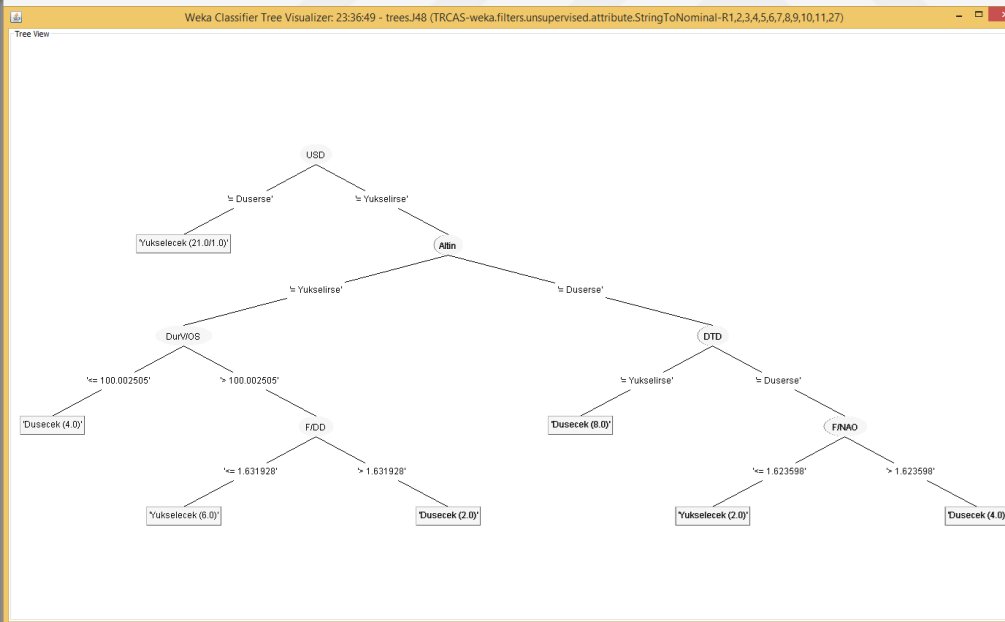 Weka Classifier Tree Visualizer: 23:36:49 - trees.J48 (TRCAS-weka.filters.unsupervised.attribute.StringToNominal-R1,2,3,4,5,6,7,8,9,10,11,27)
Tree View
USD
'= Duserse' '= Yukselirse'
'Yukselecek (21.0/1.0)' Altin
'= Yukselirse' '= Duserse'
DurV/OS DTD
'<= 100.002505' '> 100.002505' '= Yukselirse' '= Duserse'
'Dusecek (4.0)' F/DD 'Dusecek (8.0)' F/NAO
'<= 1.631928' '> 1.631928' '<= 1.623598' '> 1.623598'
'Yukselecek (6.0)' 'Dusecek (2.0)' 'Yukselecek (2.0)' 'Dusecek (4.0)